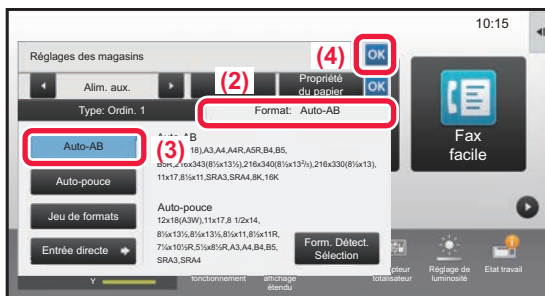 10:15
Réglages des magasins
(4)
OK
Alim. aux.
(2)
Propriété
du papier
OK
Type: Ordin. 1
Format: Auto-AB
Auto-AB
(3)
Auto-AB
18),A3,A4,A4R,A5R,B4,B5,
B5R,216x343(8½x13½),216x340(8½x13²/₅),216x330(8½x13),
11x17,8½x11,SRA3,SRA4,8K,16K
Auto-pouce
Auto-pouce
12x18(A3W),11x17,8 1/2x14,
8½x13½,8½x13½,8½x11,8½x11R,
7¼x10½R,5½x8½R,A3,A4,B4,B5,
SRA3,SRA4
Jeu de formats
Entrée directe
Form. Détect.
Sélection
Fax
facile
Y
fonctionnement
affichage
étendu
pteur
totalisateur
Réglage de
luminosité
Etat travail